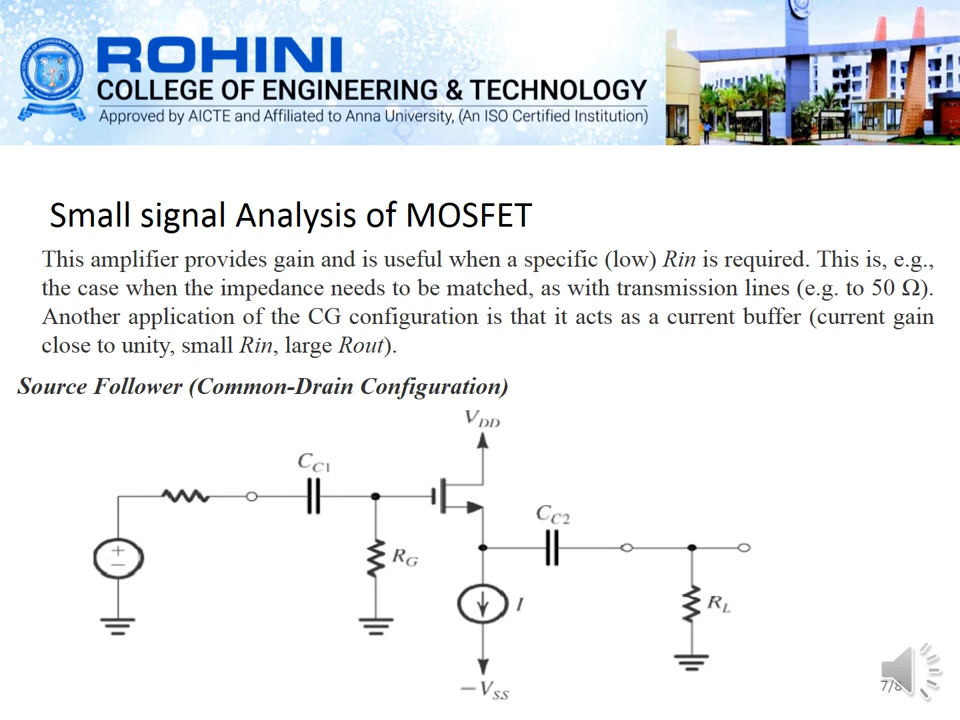 ROHINI
COLLEGE OF ENGINEERING & TECHNOLOGY
Approved by AICTE and Affiliated to Anna University, (An ISO Certified Institution)
Small signal Analysis of MOSFET
This amplifier provides gain and is useful when a specific (low) Rin is required. This is, e.g.,
the case when the impedance needs to be matched, as with transmission lines (e.g. to 50 Ω).
Another application of the CG configuration is that it acts as a current buffer (current gain
close to unity, small Rin, large Rout).
Source Follower (Common-Drain Configuration)
VDD
CC1
CC2
+
−
RG
I
RL
−VSS
7/8